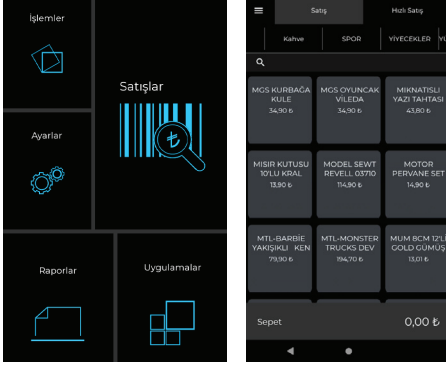 İşlemler
Satışlar
Ayarlar
Raporlar
Uygulamalar
Satış
Hızlı Satış
Kahve
SPOR
YİYECEKLER
MGS KURBAĞA
KULE
34,90 ₺
MGS OYUNCAK
VİLEDA
34,90 ₺
MIKNATISLI
YAZI TAHTASI
43,80 ₺
MISIR KUTUSU
10'LU KRAL
13,90 ₺
MODEL SEWT
REVELL 03710
114,90 ₺
MOTOR
PERVANE SET
14,90 ₺
MTL-BARBİE
YAKIŞIKLI KEN
79,90 ₺
MTL-MONSTER
TRUCKS DEV
194,70 ₺
MUM BCM 12'Lİ
GOLD GÜMÜŞ
13,01 ₺
Sepet
0,00 ₺